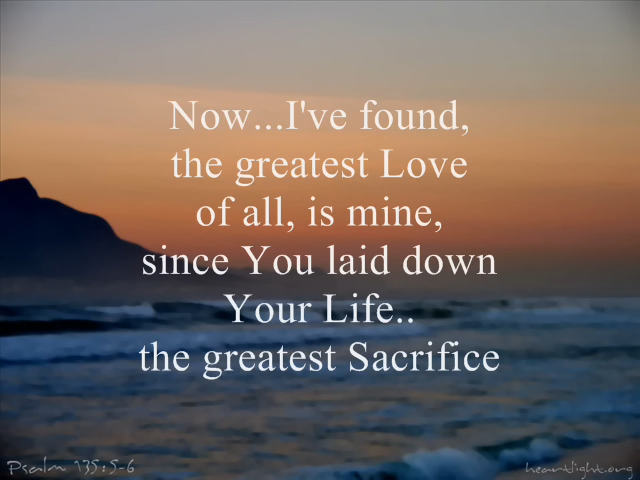 Now...I've found,
the greatest Love
of all, is mine,
since You laid down
Your Life..
the greatest Sacrifice
Psalm 135:5-6
heartlight.org